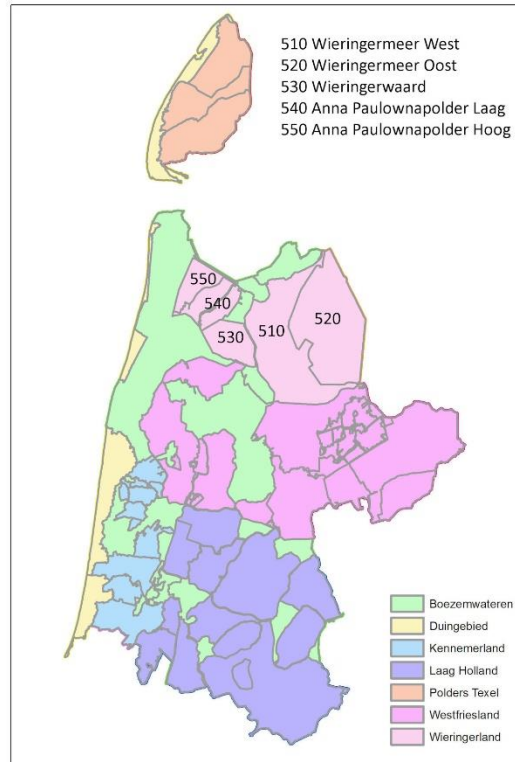 510 Wieringermeer West
520 Wieringermeer Oost
530 Wieringerwaard
540 Anna Paulownapolder Laag
550 Anna Paulownapolder Hoog
550
540
530
510
520
Boezemwateren
Duingebied
Kennemerland
Laag Holland
Polders Texel
Westfriesland
Wieringerland